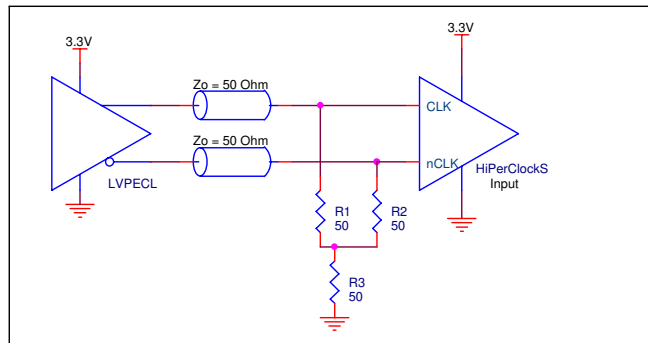 3.3V
3.3V
Zo = 50 Ohm
CLK
Zo = 50 Ohm
nCLK
HiPerClockS
Input
LVPECL
R1
50
R2
50
R3
50